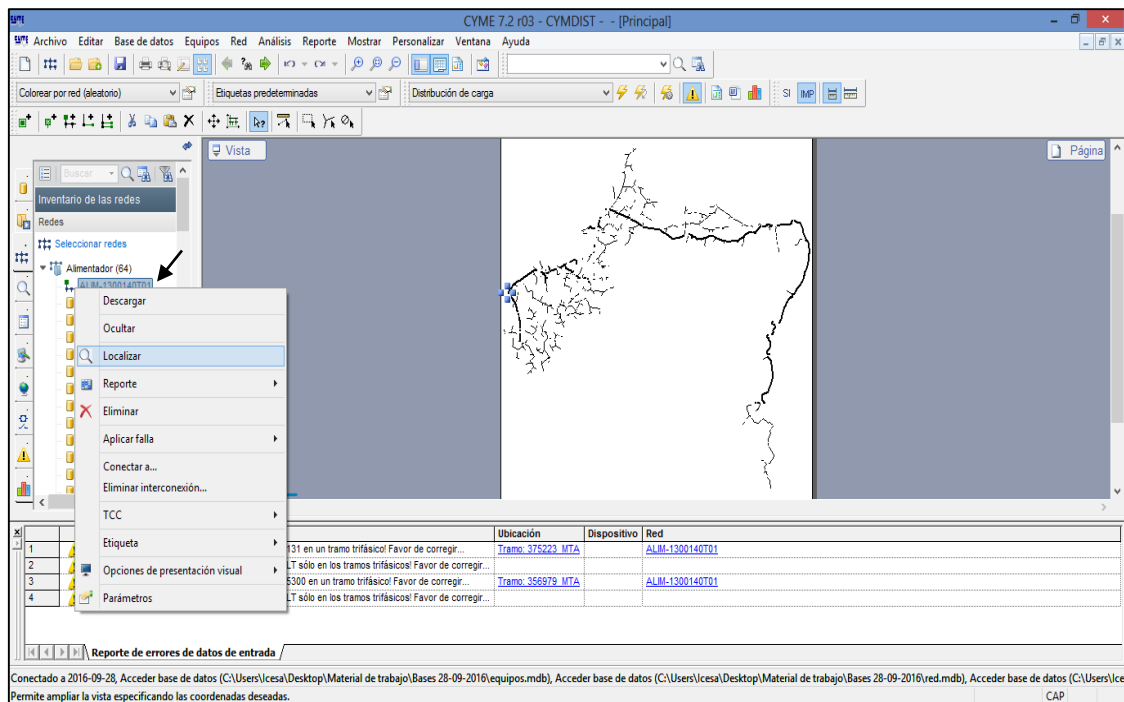 CYME CYME 7.2 r03 - CYMDIST - - [Principal]
CYME Archivo Editar Base de datos Equipos Red Análisis Reporte Mostrar Personalizar Ventana Ayuda
Colorear por red (aleatorio) Etiquetas predeterminadas Distribución de carga SI IMP
Vista
Página
Buscar
Inventario de las redes
Redes
Seleccionar redes
Alimentador (64)
ALIM-1300140T01
Descargar
Ocultar
Localizar
Reporte
Eliminar
Aplicar falla
Conectar a...
Eliminar interconexión...
TCC
Etiqueta
Opciones de presentación visual
Parámetros
Ubicación Dispositivo Red
1 131 en un tramo trifásico! Favor de corregir... Tramo: 375223_MTA ALIM-1300140T01
2 LT sólo en los tramos trifásicos! Favor de corregir...
3 5300 en un tramo trifásico! Favor de corregir... Tramo: 356979_MTA ALIM-1300140T01
4 LT sólo en los tramos trifásicos! Favor de corregir...
Reporte de errores de datos de entrada
Conectado a 2016-09-28, Acceder base de datos (C:\Users\Icesa\Desktop\Material de trabajo\Bases 28-09-2016\equipos.mdb), Acceder base de datos (C:\Users\Icesa\Desktop\Material de trabajo\Bases 28-09-2016\red.mdb), Acceder base de datos (C:\Users\Ice
Permite ampliar la vista especificando las coordenadas deseadas. CAP